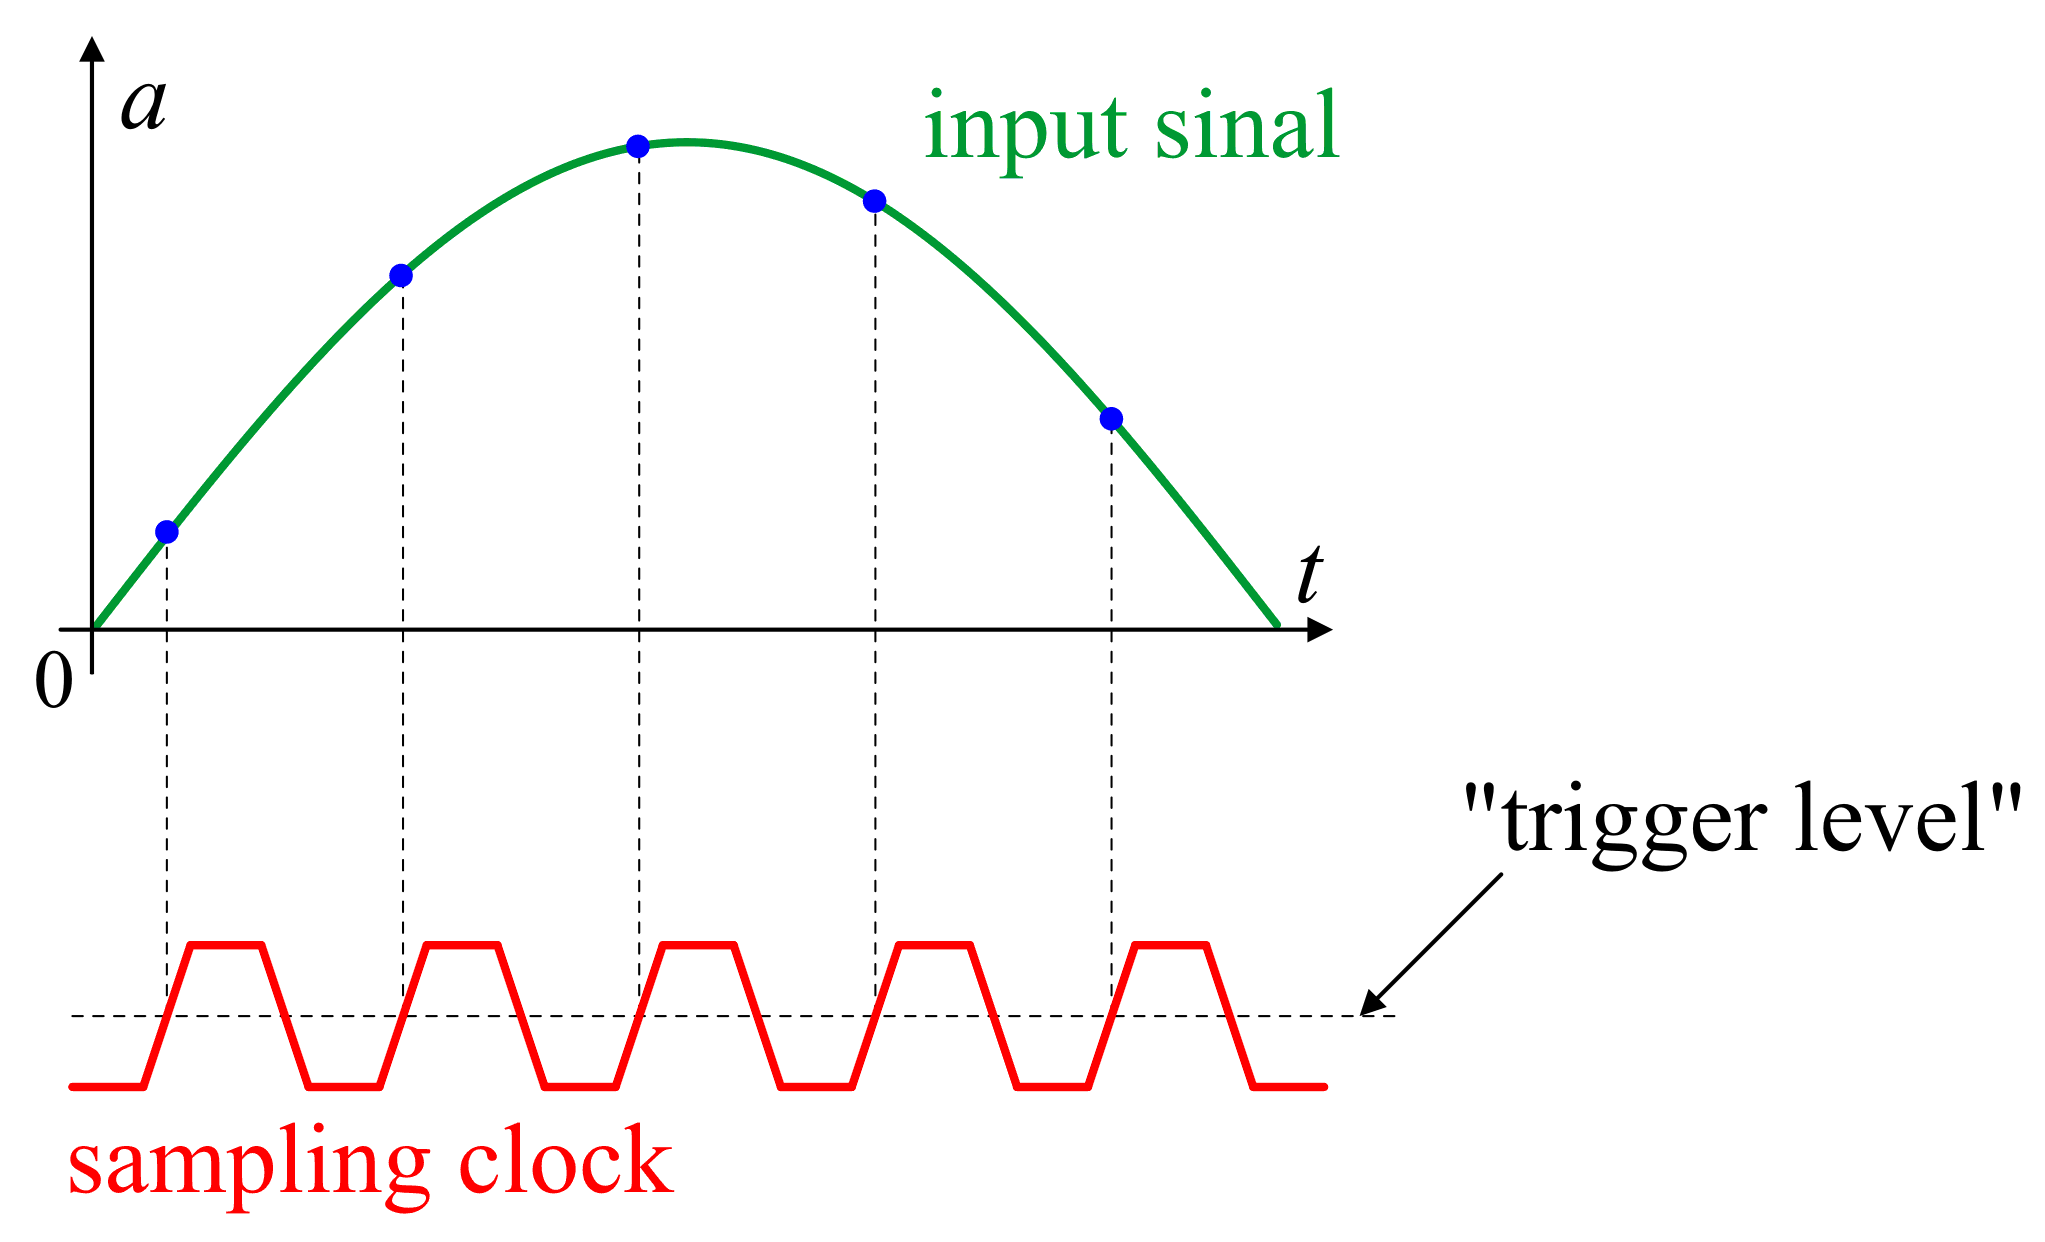 a
input sinal
t
0
"trigger level"
sampling clock